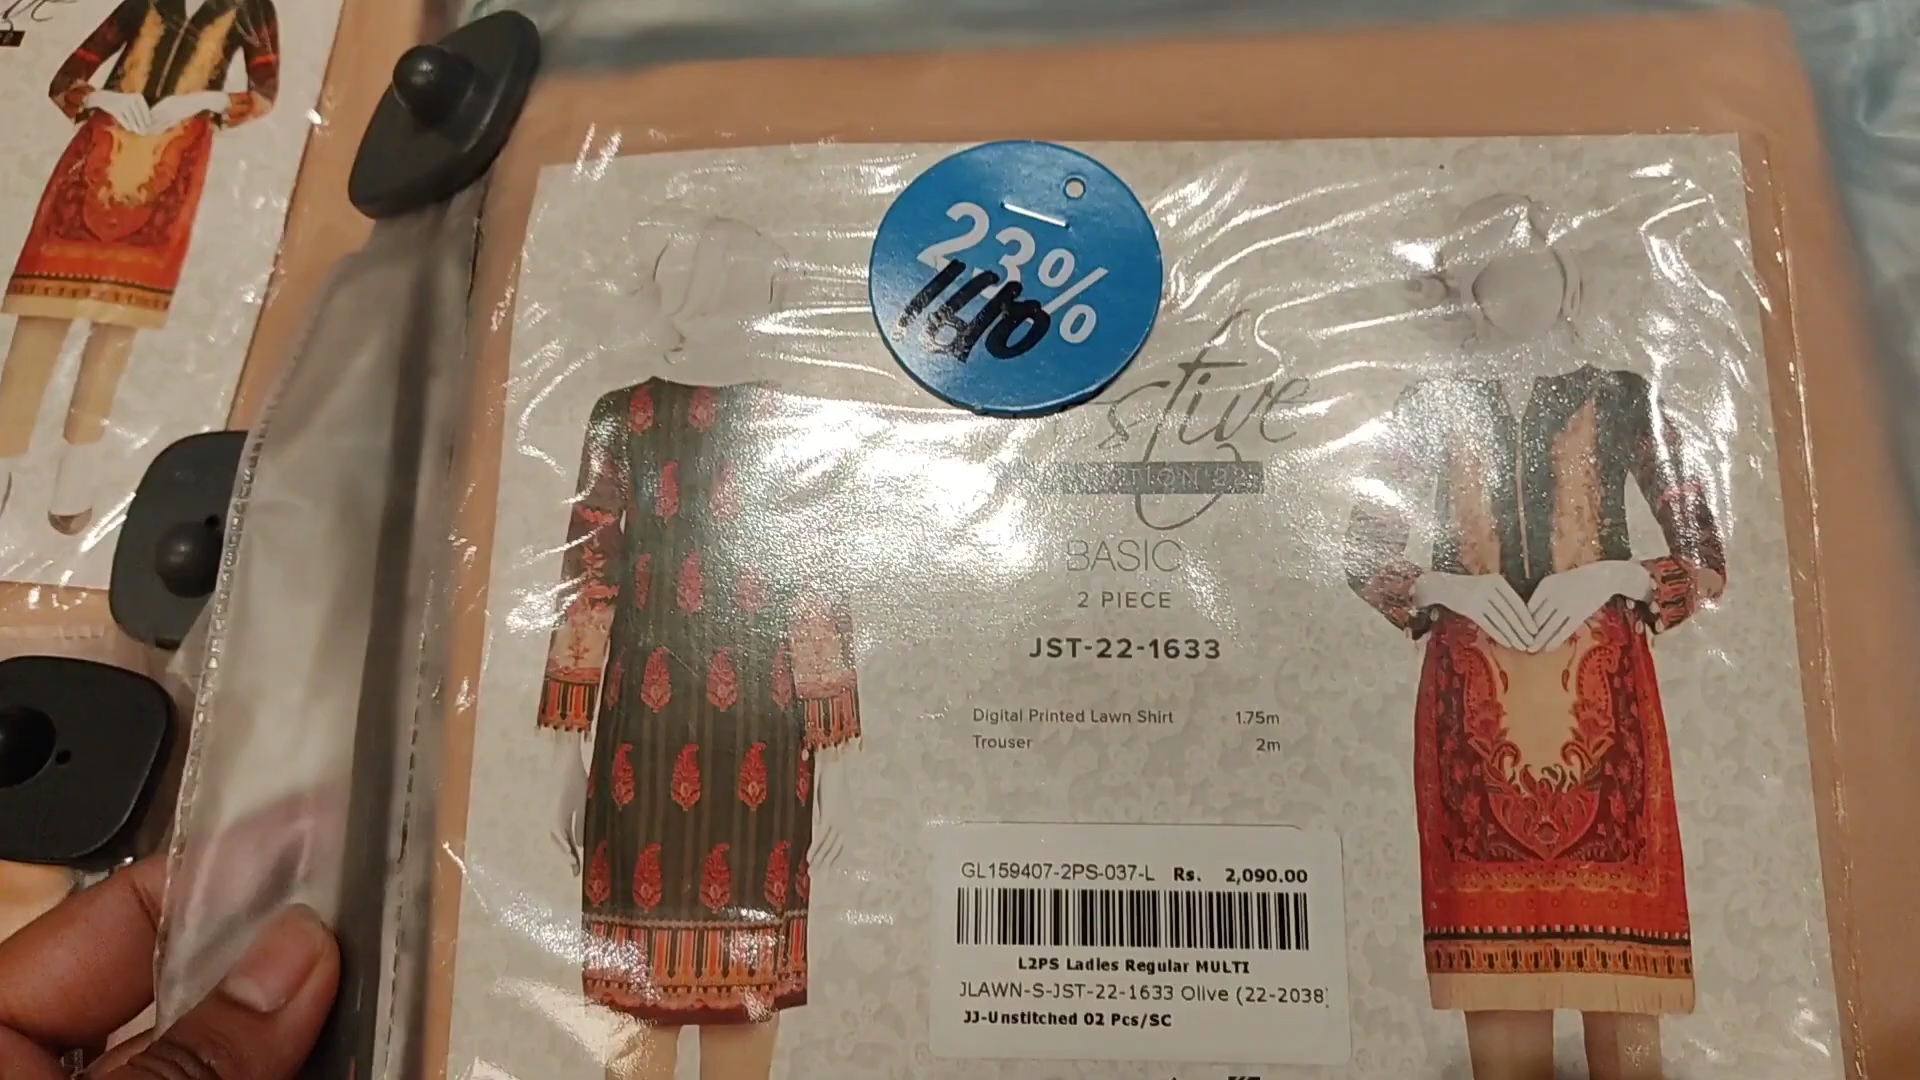 23%
stive
BASIC
2 PIECE
JST-22-1633
Digital Printed Lawn Shirt 1.75m
Trouser 2m
GL159407-2PS-037-L Rs. 2,090.00
L2PS Ladies Regular MULTI
JLAWN-S-JST-22-1633 Olive (22-2038
JJ-Unstitched 02 Pcs/SC